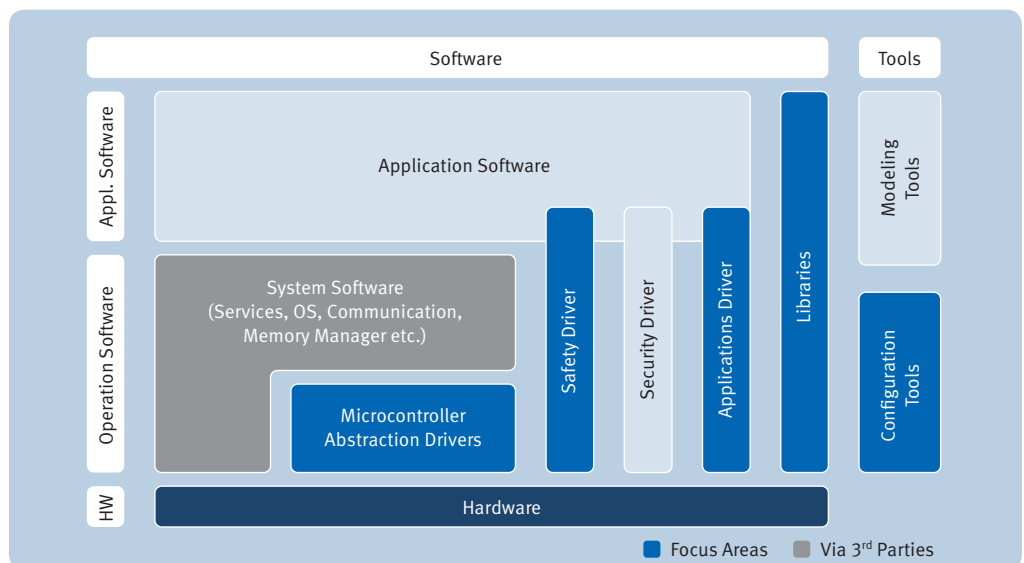 Software
Tools
Appl. Software
Application Software
Modeling
Tools
Operation Software
System Software
(Services, OS, Communication,
Memory Manager etc.)
Microcontroller
Abstraction Drivers
Safety Driver
Security Driver
Applications Driver
Libraries
Configuration
Tools
HW
Hardware
Focus Areas
Via 3rd Parties